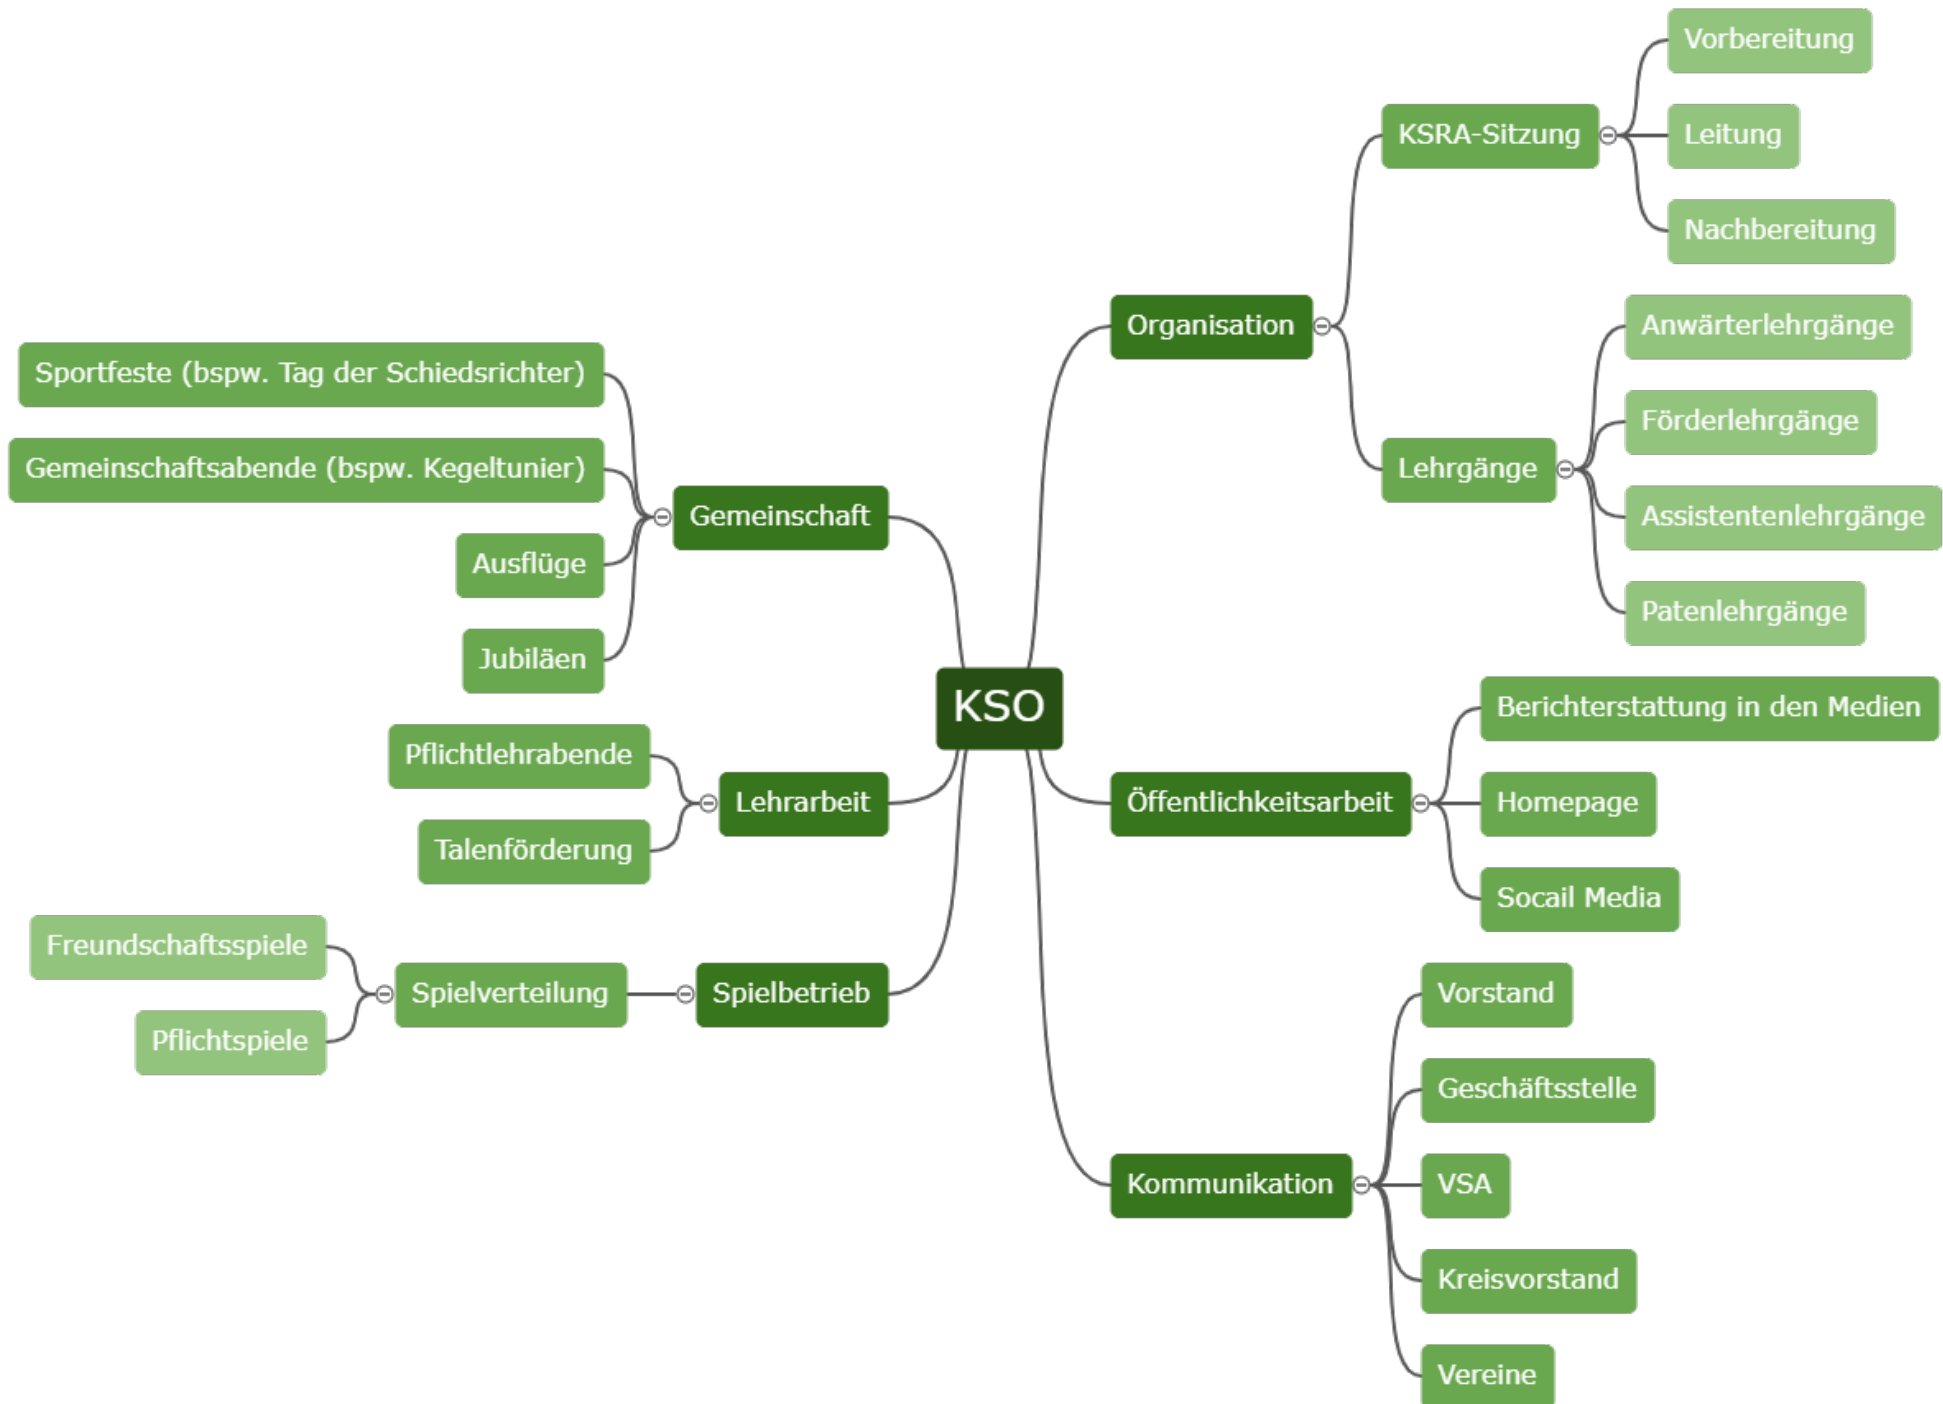 KSO
Organisation
KSRA-Sitzung
Vorbereitung
Leitung
Nachbereitung
Lehrgänge
Anwärterlehrgänge
Förderlehrgänge
Assistentenlehrgänge
Patenlehrgänge
Öffentlichkeitsarbeit
Berichterstattung in den Medien
Homepage
Socail Media
Kommunikation
Vorstand
Geschäftsstelle
VSA
Kreisvorstand
Vereine
Gemeinschaft
Sportfeste (bspw. Tag der Schiedsrichter)
Gemeinschaftsabende (bspw. Kegeltunier)
Ausflüge
Jubiläen
Lehrarbeit
Pflichtlehrabende
Talenförderung
Spielbetrieb
Spielverteilung
Freundschaftsspiele
Pflichtspiele